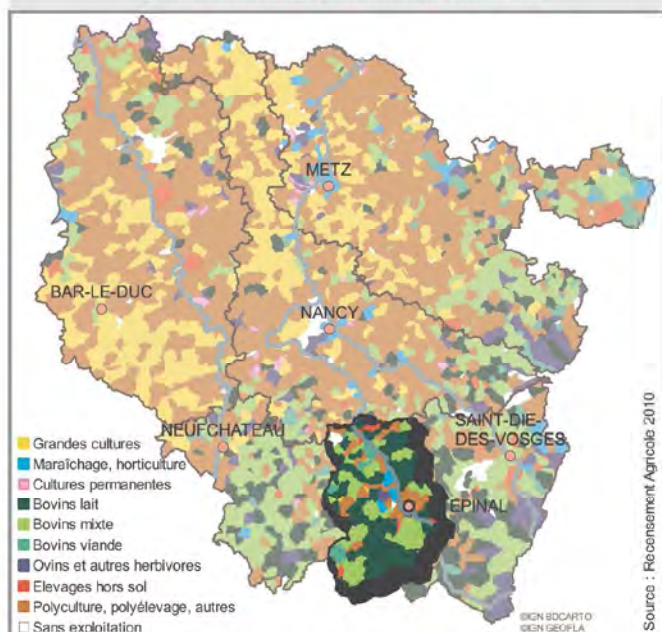 METZ
BAR-LE-DUC
NANCY
NEUFCHATEAU
SAINT-DIE-
DES-VOSGES
EPINAL
Grandes cultures
Maraîchage, horticulture
Cultures permanentes
Bovins lait
Bovins mixte
Bovins viande
Ovins et autres herbivores
Elevages hors sol
Polyculture, polyélevage, autres
Sans exploitation
©IGN BDCARTO
©IGN GEOFLA
Source : Recensement Agricole 2010